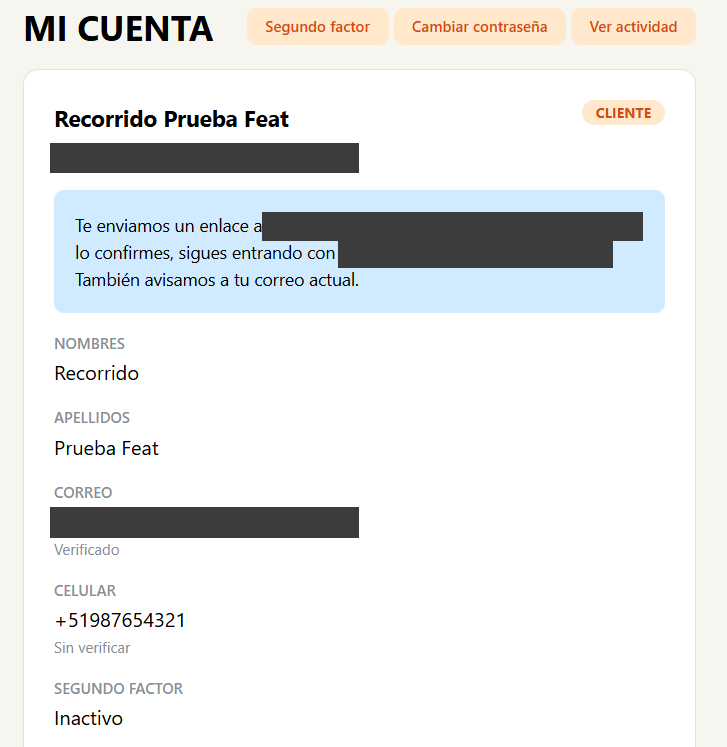 MI CUENTA
Segundo factor
Cambiar contraseña
Ver actividad
Recorrido Prueba Feat
CLIENTE
Te enviamos un enlace a
lo confirmes, sigues entrando con
También avisamos a tu correo actual.
NOMBRES
Recorrido
APELLIDOS
Prueba Feat
CORREO
Verificado
CELULAR
+51987654321
Sin verificar
SEGUNDO FACTOR
Inactivo